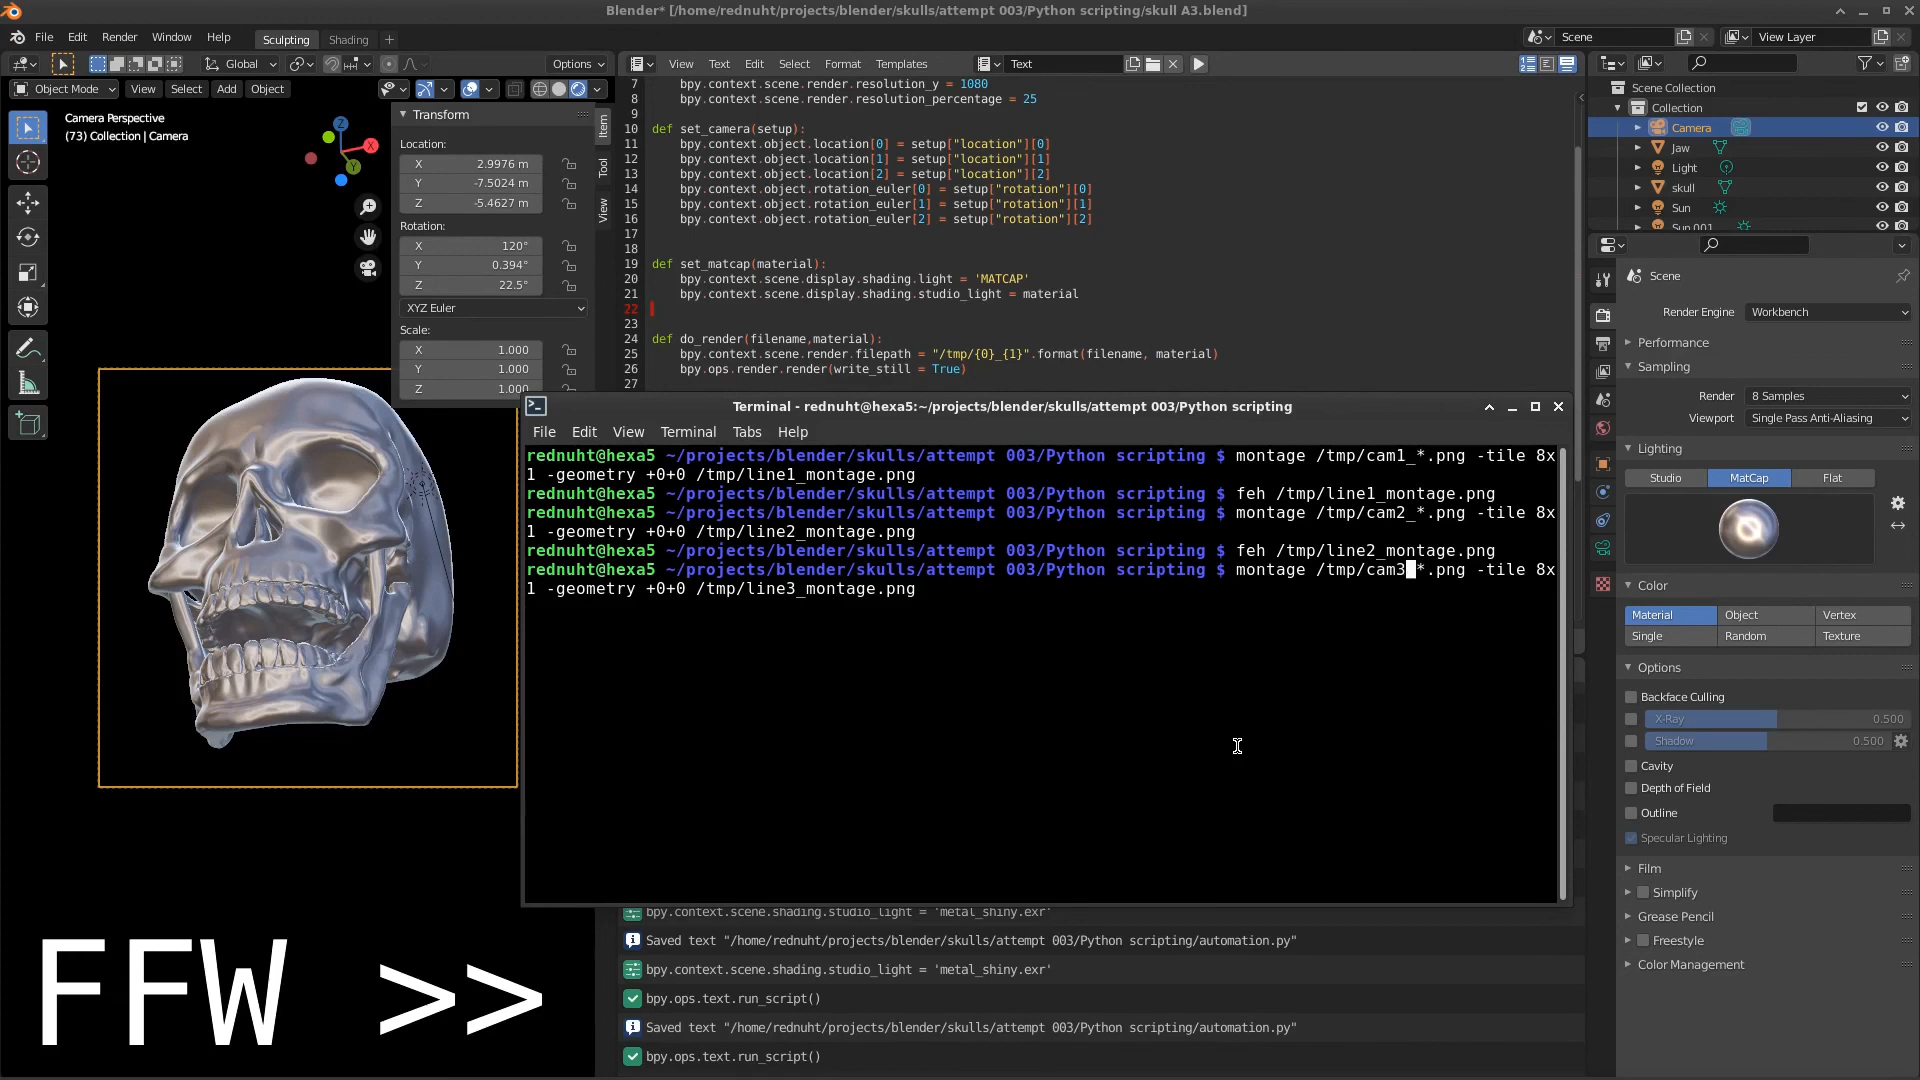 Blender* [/home/rednuht/projects/blender/skulls/attempt 003/Python scripting/skull A3.blend]
File Edit Render Window Help Sculpting Shading + Scene View Layer
Global Options View Text Edit Select Format Templates Text
Object Mode View Select Add Object
Camera Perspective
(73) Collection | Camera
Transform
Location:
X 2.9976 m
Y -7.5024 m
Z -5.4627 m
Rotation:
X 120°
Y 0.394°
Z 22.5°
XYZ Euler
Scale:
X 1.000
Y 1.000
Z 1.000
Item
Tool
View
7 bpy.context.scene.render.resolution_y = 1080
8 bpy.context.scene.render.resolution_percentage = 25
9
10 def set_camera(setup):
11 bpy.context.object.location[0] = setup["location"][0]
12 bpy.context.object.location[1] = setup["location"][1]
13 bpy.context.object.location[2] = setup["location"][2]
14 bpy.context.object.rotation_euler[0] = setup["rotation"][0]
15 bpy.context.object.rotation_euler[1] = setup["rotation"][1]
16 bpy.context.object.rotation_euler[2] = setup["rotation"][2]
17
18
19 def set_matcap(material):
20 bpy.context.scene.display.shading.light = 'MATCAP'
21 bpy.context.scene.display.shading.studio_light = material
22
23
24 def do_render(filename,material):
25 bpy.context.scene.render.filepath = "/tmp/{0}_{1}".format(filename, material)
26 bpy.ops.render.render(write_still = True)
27
Terminal - rednuht@hexa5:~/projects/blender/skulls/attempt 003/Python scripting
File Edit View Terminal Tabs Help
rednuht@hexa5 ~/projects/blender/skulls/attempt 003/Python scripting $ montage /tmp/cam1_*.png -tile 8x
1 -geometry +0+0 /tmp/line1_montage.png
rednuht@hexa5 ~/projects/blender/skulls/attempt 003/Python scripting $ feh /tmp/line1_montage.png
rednuht@hexa5 ~/projects/blender/skulls/attempt 003/Python scripting $ montage /tmp/cam2_*.png -tile 8x
1 -geometry +0+0 /tmp/line2_montage.png
rednuht@hexa5 ~/projects/blender/skulls/attempt 003/Python scripting $ feh /tmp/line2_montage.png
rednuht@hexa5 ~/projects/blender/skulls/attempt 003/Python scripting $ montage /tmp/cam3_*.png -tile 8x
1 -geometry +0+0 /tmp/line3_montage.png
bpy.context.scene.shading.studio_light = 'metal_shiny.exr'
Saved text "/home/rednuht/projects/blender/skulls/attempt 003/Python scripting/automation.py"
bpy.context.scene.shading.studio_light = 'metal_shiny.exr'
bpy.ops.text.run_script()
Saved text "/home/rednuht/projects/blender/skulls/attempt 003/Python scripting/automation.py"
bpy.ops.text.run_script()
FFW >>
Scene Collection
Collection
Camera
Jaw
Light
skull
Sun
Sun.001
Scene
Render Engine Workbench
Performance
Sampling
Render 8 Samples
Viewport Single Pass Anti-Aliasing
Lighting
Studio MatCap Flat
Color
Material Object Vertex
Single Random Texture
Options
Backface Culling
X-Ray 0.500
Shadow 0.500
Cavity
Depth of Field
Outline
Specular Lighting
Film
Simplify
Grease Pencil
Freestyle
Color Management